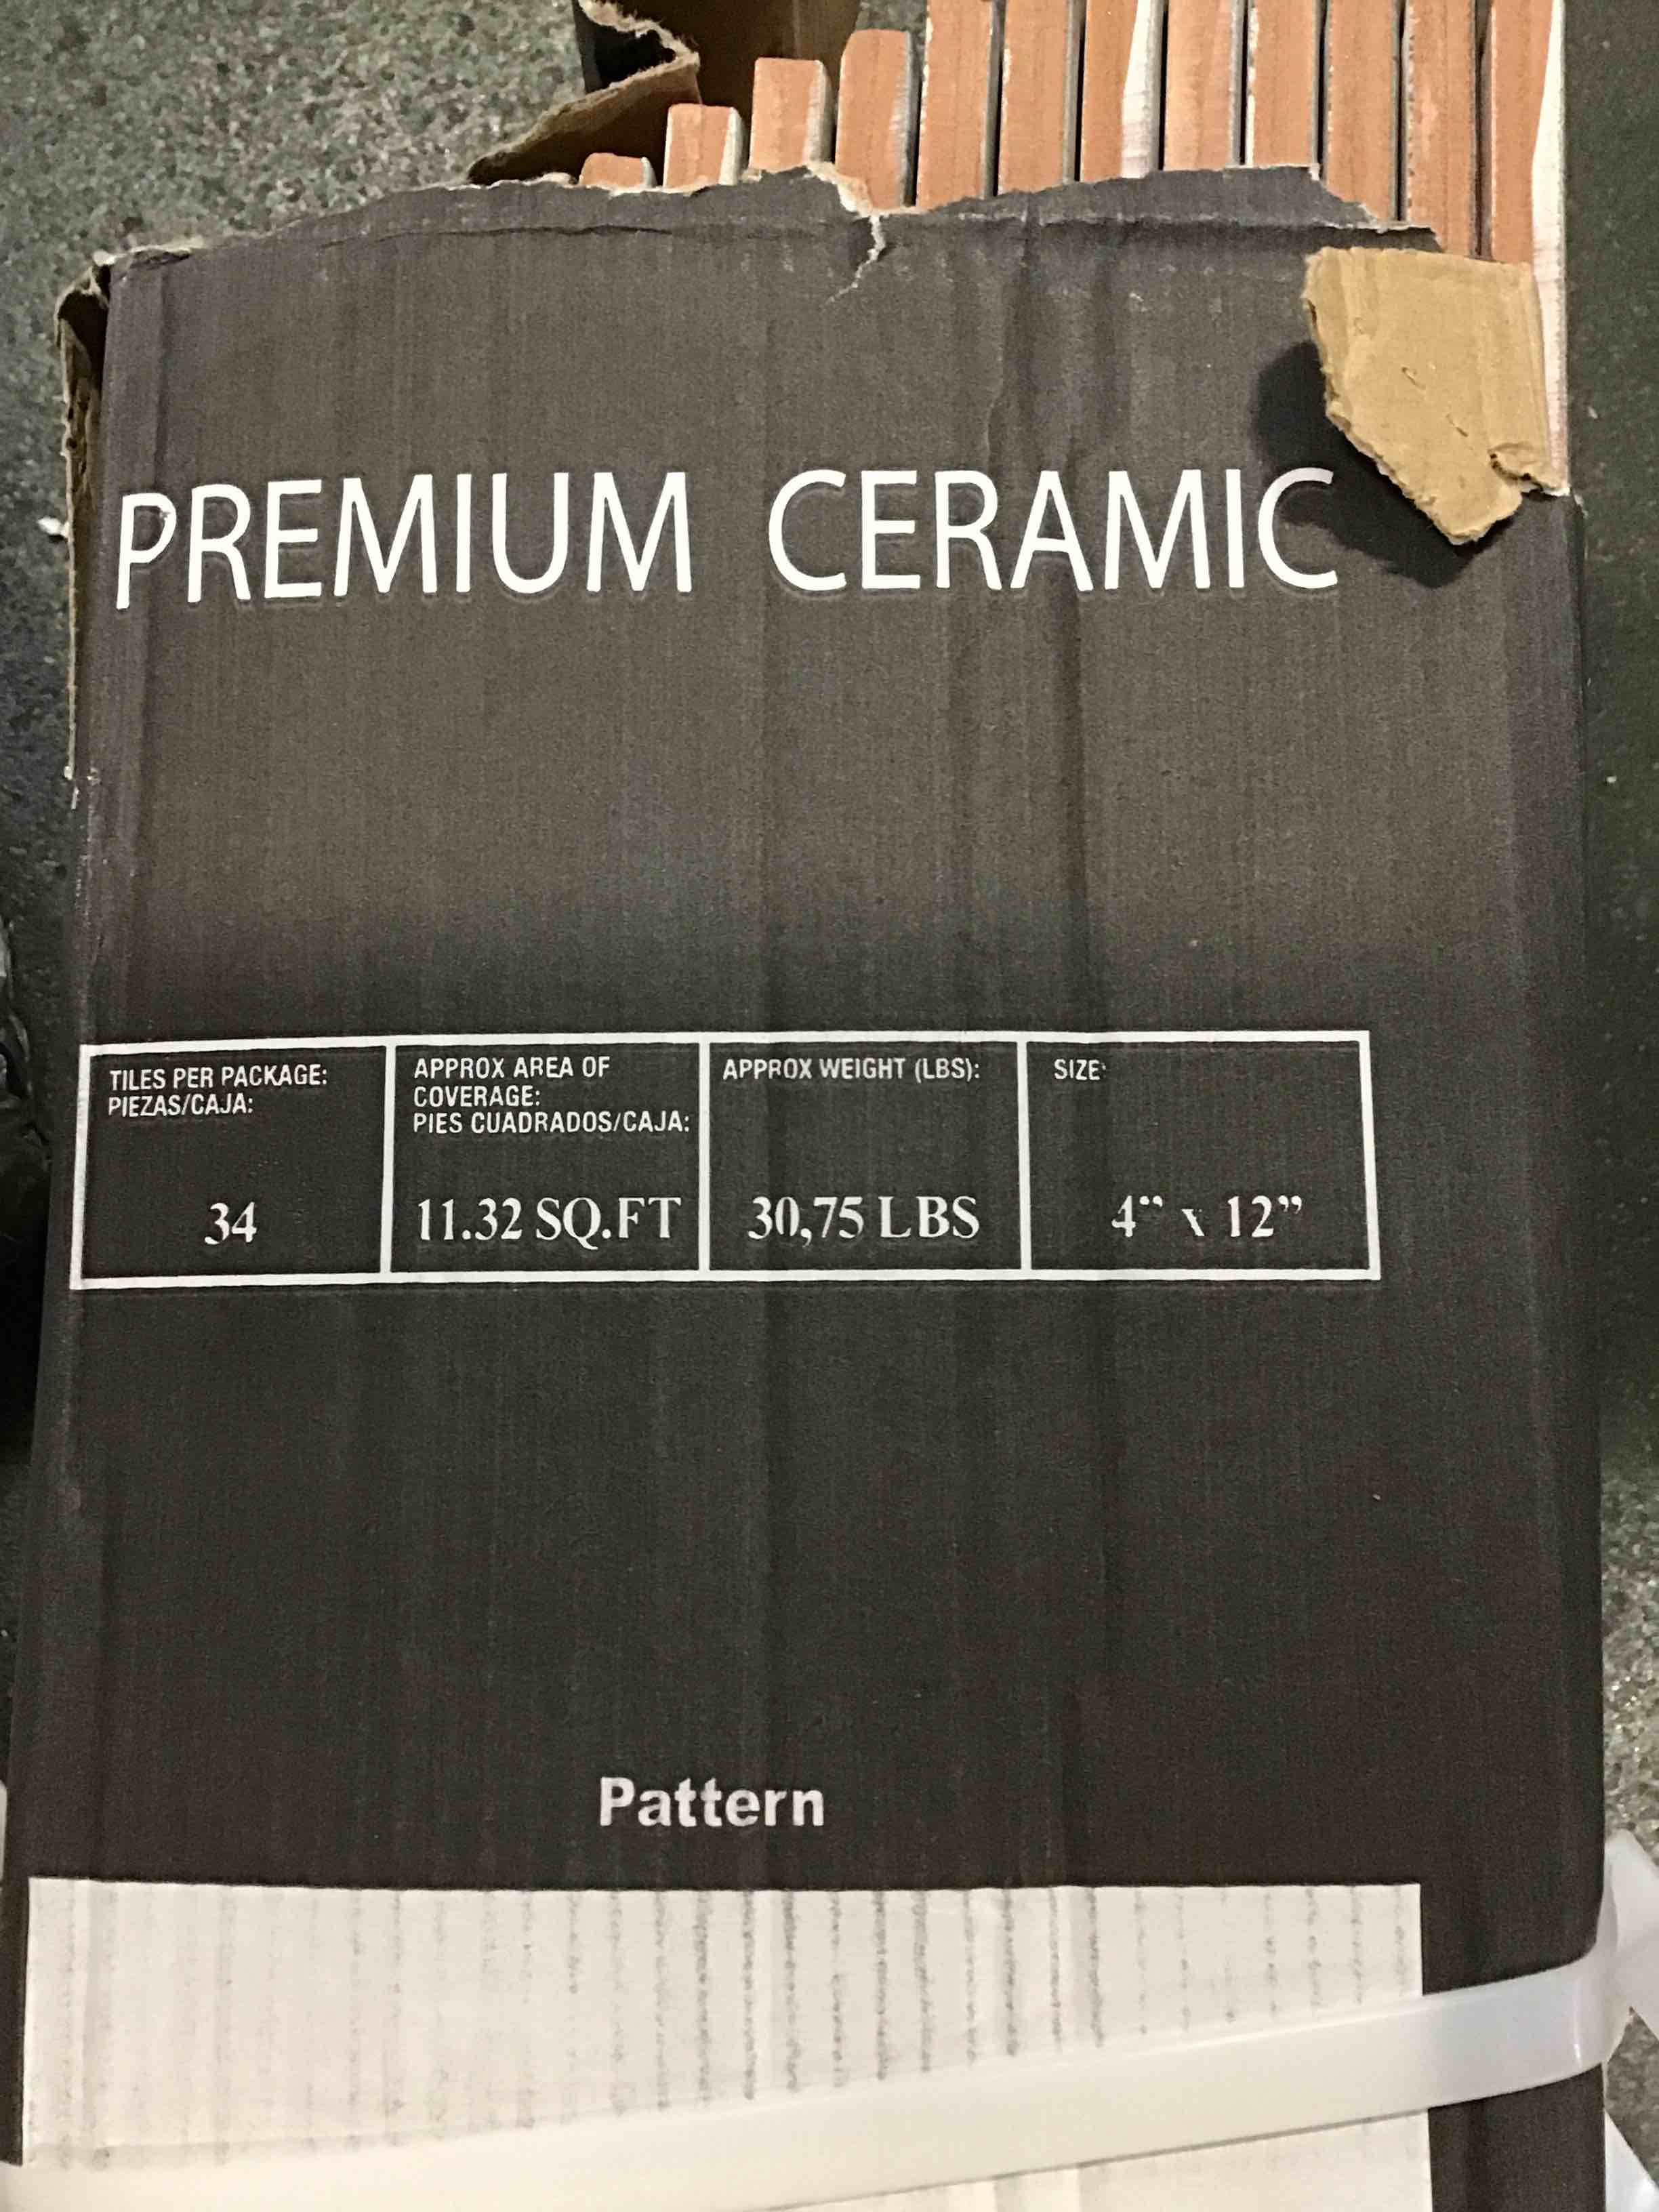 PREMIUM CERAMIC
TILES PER PACKAGE:
PIEZAS/CAJA:
34
APPROX AREA OF
COVERAGE:
PIES CUADRADOS/CAJA:
11.32 SQ.FT
APPROX WEIGHT (LBS):
30,75 LBS
SIZE:
4” x 12”
Pattern